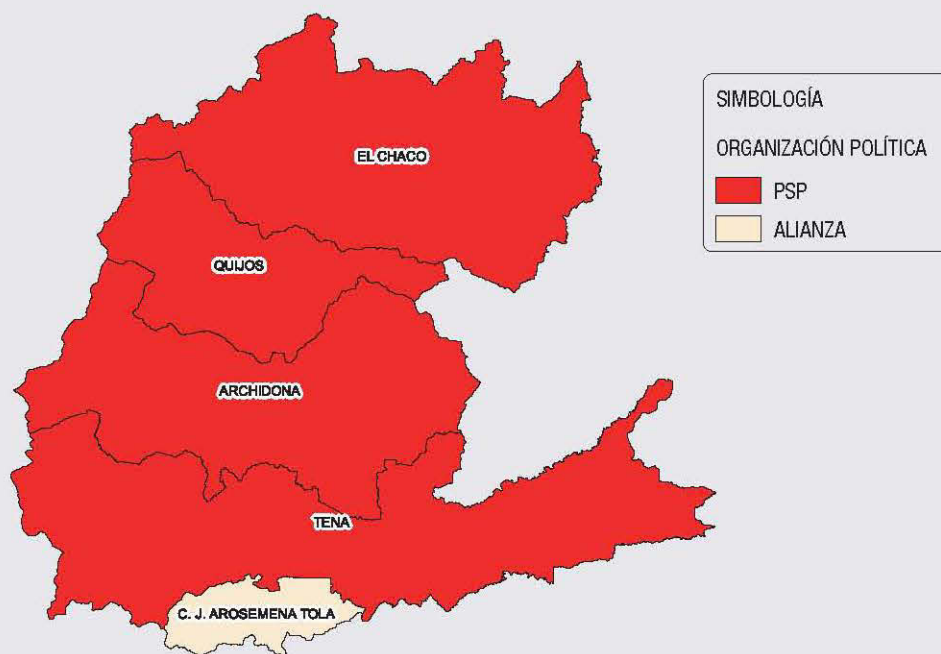 SIMBOLOGÍA
ORGANIZACIÓN POLÍTICA
PSP
ALIANZA
EL CHACO
QUIJOS
ARCHIDONA
TENA
C. J. AROSEMENA TOLA